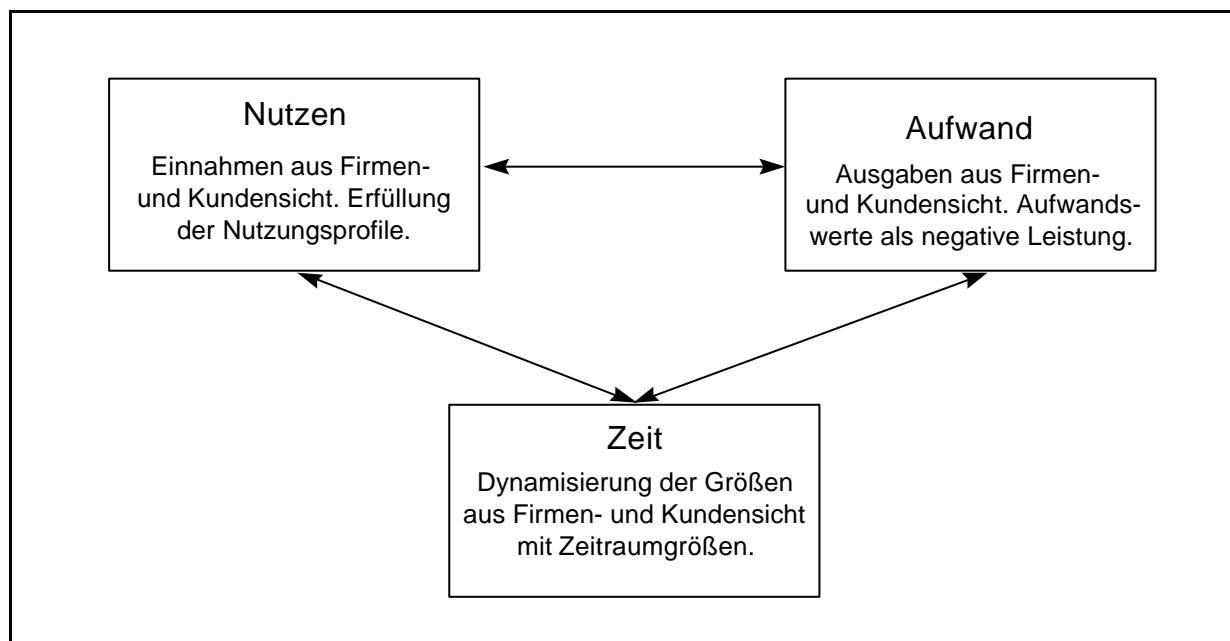 Nutzen
Einnahmen aus Firmen-
und Kundensicht. Erfüllung
der Nutzungsprofile.
Aufwand
Ausgaben aus Firmen-
und Kundensicht. Aufwands-
werte als negative Leistung.
Zeit
Dynamisierung der Größen
aus Firmen- und Kundensicht
mit Zeitraumgrößen.